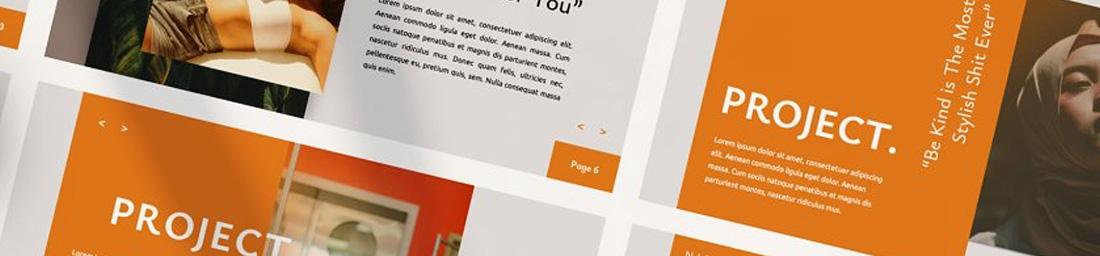 You”
Lorem ipsum dolor sit amet, consectetuer adipiscing elit.
Aenean commodo ligula eget dolor. Aenean massa. Cum
sociis natoque penatibus et magnis dis parturient montes,
nascetur ridiculus mus. Donec quam felis, ultricies nec,
pellentesque eu, pretium quis, sem. Nulla consequat massa
quis enim.
< >
Page 6
< >
PROJECT
PROJECT.
Lorem ipsum dolor sit amet, consectetuer adipiscing
elit. Aenean commodo ligula eget dolor. Aenean
massa. Cum sociis natoque penatibus et magnis dis
parturient montes, nascetur ridiculus mus.
“Be Kind is The Most
Stylish Shit Ever”